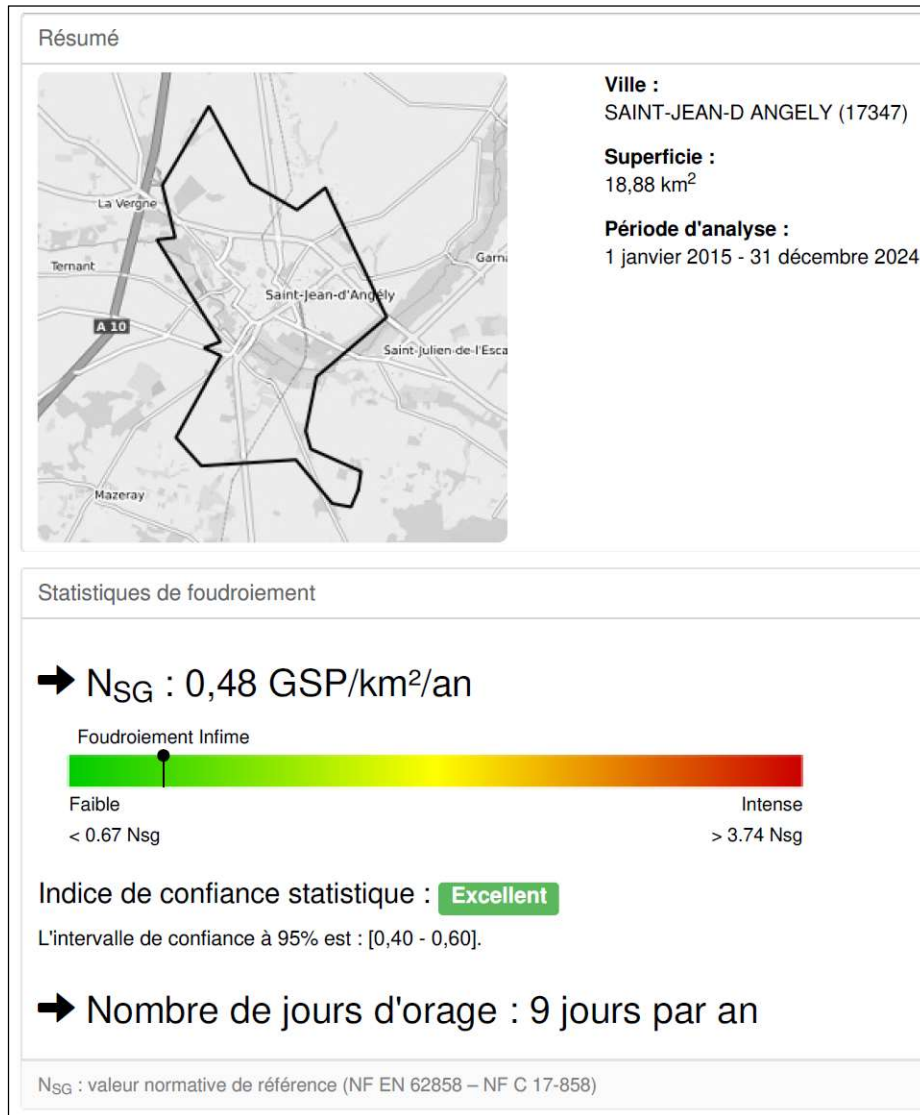 Résumé
Ville :
SAINT-JEAN-D ANGELY (17347)
Superficie :
18,88 km²
Période d'analyse :
1 janvier 2015 - 31 décembre 2024
La Vergne
Ternant
Garna
Saint-Jean-d'Angély
A 10
Saint-Julien-de-l'Esca
Mazeray
Statistiques de foudroiement
➔ NSG : 0,48 GSP/km²/an
Foudroiement Infime
Faible Intense
< 0.67 Nsg > 3.74 Nsg
Indice de confiance statistique : Excellent
L'intervalle de confiance à 95% est : [0,40 - 0,60].
➔ Nombre de jours d'orage : 9 jours par an
NSG : valeur normative de référence (NF EN 62858 – NF C 17-858)